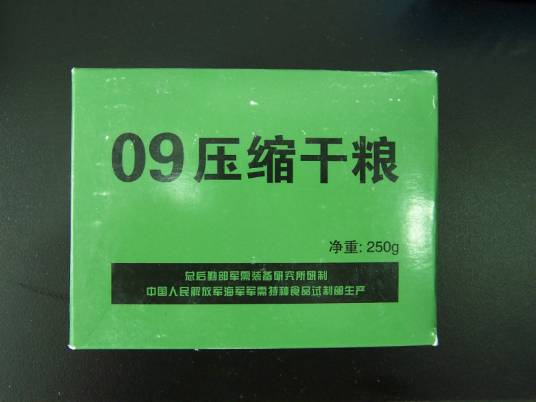 09压缩干粮
净重: 250g
总后勤部军需装备研究所研制
中国人民解放军海军军需特种食品试制部生产